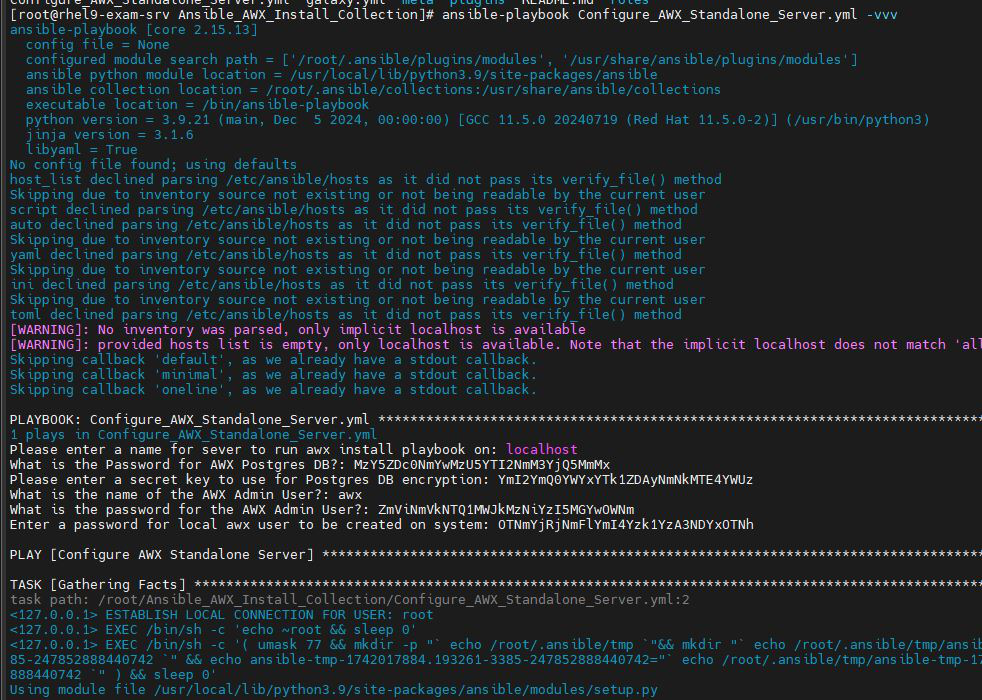 [root@rhel9-exam-srv Ansible_AWX_Install_Collection]# ansible-playbook Configure_AWX_Standalone_Server.yml -vvv
ansible-playbook [core 2.15.13]
  config file = None
  configured module search path = ['/root/.ansible/plugins/modules', '/usr/share/ansible/plugins/modules']
  ansible python module location = /usr/local/lib/python3.9/site-packages/ansible
  ansible collection location = /root/.ansible/collections:/usr/share/ansible/collections
  executable location = /bin/ansible-playbook
  python version = 3.9.21 (main, Dec  5 2024, 00:00:00) [GCC 11.5.0 20240719 (Red Hat 11.5.0-2)] (/usr/bin/python3)
  jinja version = 3.1.6
  libyaml = True
No config file found; using defaults
host_list declined parsing /etc/ansible/hosts as it did not pass its verify_file() method
Skipping due to inventory source not existing or not being readable by the current user
script declined parsing /etc/ansible/hosts as it did not pass its verify_file() method
auto declined parsing /etc/ansible/hosts as it did not pass its verify_file() method
Skipping due to inventory source not existing or not being readable by the current user
yaml declined parsing /etc/ansible/hosts as it did not pass its verify_file() method
Skipping due to inventory source not existing or not being readable by the current user
ini declined parsing /etc/ansible/hosts as it did not pass its verify_file() method
Skipping due to inventory source not existing or not being readable by the current user
toml declined parsing /etc/ansible/hosts as it did not pass its verify_file() method
[WARNING]: No inventory was parsed, only implicit localhost is available
[WARNING]: provided hosts list is empty, only localhost is available. Note that the implicit localhost does not match 'all
Skipping callback 'default', as we already have a stdout callback.
Skipping callback 'minimal', as we already have a stdout callback.
Skipping callback 'oneline', as we already have a stdout callback.
PLAYBOOK: Configure_AWX_Standalone_Server.yml ****************************************************************************
1 plays in Configure_AWX_Standalone_Server.yml
Please enter a name for sever to run awx install playbook on: localhost
What is the Password for AWX Postgres DB?: MzY5ZDc0NmYwMzU5YTI2NmM3YjQ5MmMx
Please enter a secret key to use for Postgres DB encryption: YmI2YmQ0YWYxYTk1ZDAyNmNkMTE4YWUz
What is the name of the AWX Admin User?: awx
What is the password for the AWX Admin User?: ZmViNmVkNTQ1MWJkMzNiYzI5MGYwOWNm
Enter a password for local awx user to be created on system: OTNmYjRjNmFlYmI4Yzk1YzA3NDYxOTNh
PLAY [Configure AWX Standalone Server] ***********************************************************************************
TASK [Gathering Facts] ***************************************************************************************************
task path: /root/Ansible_AWX_Install_Collection/Configure_AWX_Standalone_Server.yml:2
<127.0.0.1> ESTABLISH LOCAL CONNECTION FOR USER: root
<127.0.0.1> EXEC /bin/sh -c 'echo ~root && sleep 0'
<127.0.0.1> EXEC /bin/sh -c '( umask 77 && mkdir -p "` echo /root/.ansible/tmp `"&& mkdir "` echo /root/.ansible/tmp/ansib
85-247852888440742 `" && echo ansible-tmp-1742017884.193261-3385-247852888440742="` echo /root/.ansible/tmp/ansible-tmp-17
888440742 `" ) && sleep 0'
Using module file /usr/local/lib/python3.9/site-packages/ansible/modules/setup.py